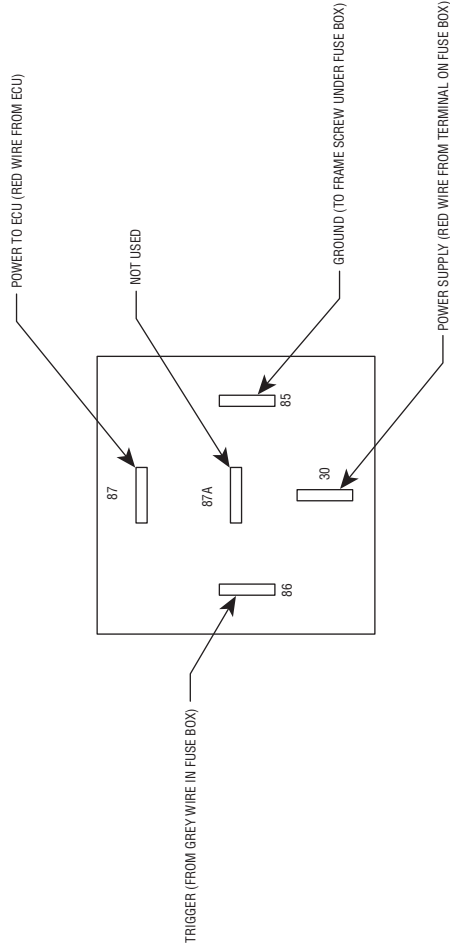 POWER TO ECU (RED WIRE FROM ECU)
NOT USED
87
87A
85
GROUND (TO FRAME SCREW UNDER FUSE BOX)
30
86
POWER SUPPLY (RED WIRE FROM TERMINAL ON FUSE BOX)
TRIGGER (FROM GREY WIRE IN FUSE BOX)